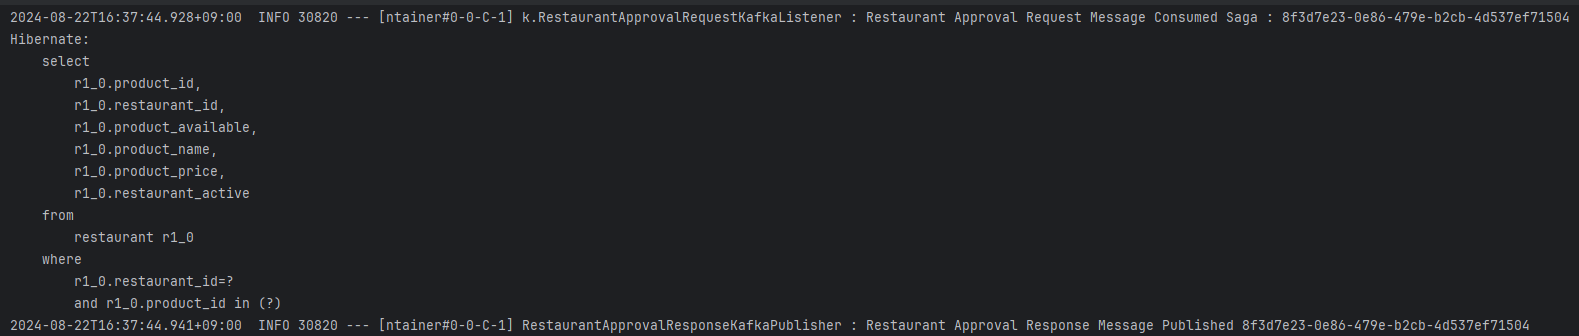 2024-08-22T16:37:44.928+09:00  INFO 30820 --- [ntainer#0-0-C-1] k.RestaurantApprovalRequestKafkaListener : Restaurant Approval Request Message Consumed Saga : 8f3d7e23-0e86-479e-b2cb-4d537ef71504
Hibernate:
    select
        r1_0.product_id,
        r1_0.restaurant_id,
        r1_0.product_available,
        r1_0.product_name,
        r1_0.product_price,
        r1_0.restaurant_active
    from
        restaurant r1_0
    where
        r1_0.restaurant_id=?
        and r1_0.product_id in (?)
2024-08-22T16:37:44.941+09:00  INFO 30820 --- [ntainer#0-0-C-1] RestaurantApprovalResponseKafkaPublisher : Restaurant Approval Response Message Published 8f3d7e23-0e86-479e-b2cb-4d537ef71504